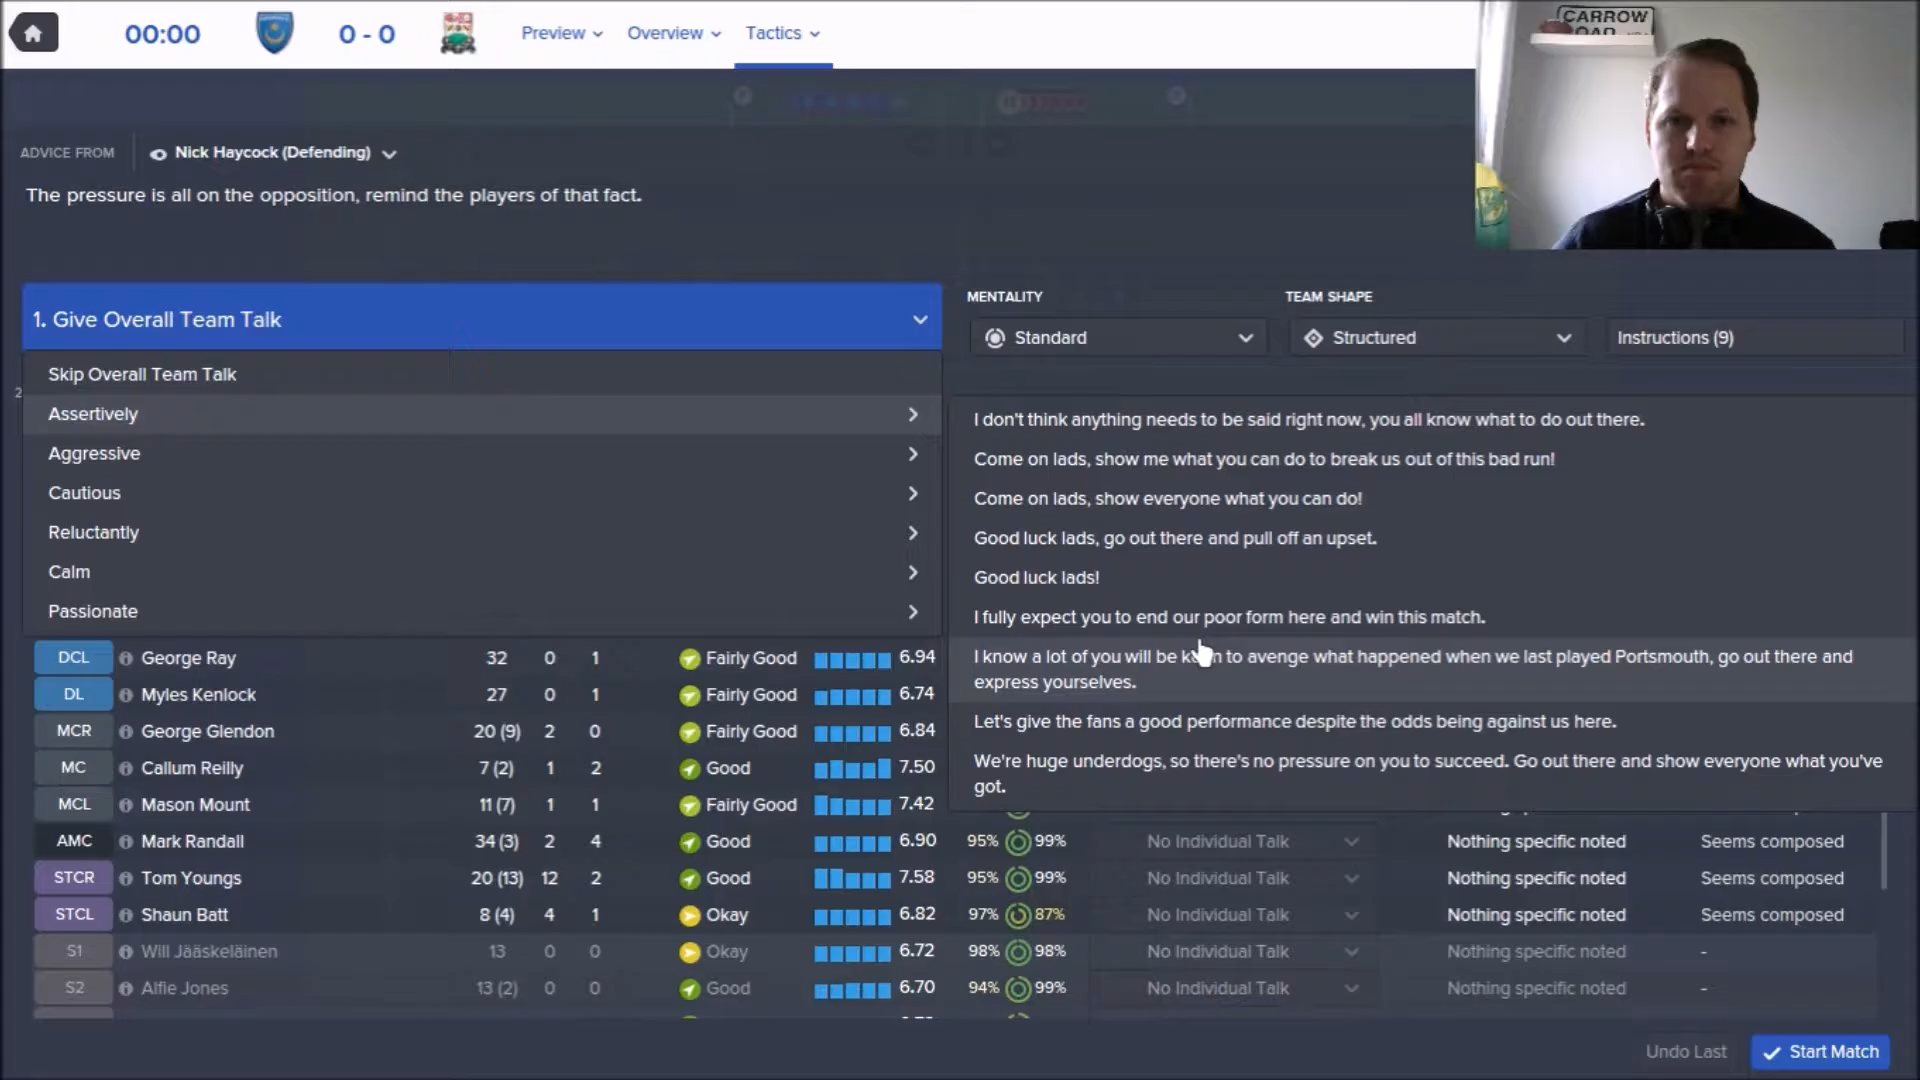 00:00
0 - 0
Preview
Overview
Tactics
CARROW
ROAD
ADVICE FROM
Nick Haycock (Defending)
The pressure is all on the opposition, remind the players of that fact.
1. Give Overall Team Talk
MENTALITY
Standard
TEAM SHAPE
Structured
Instructions (9)
Skip Overall Team Talk
2
Assertively
Aggressive
Cautious
Reluctantly
Calm
Passionate
I don't think anything needs to be said right now, you all know what to do out there.
Come on lads, show me what you can do to break us out of this bad run!
Come on lads, show everyone what you can do!
Good luck lads, go out there and pull off an upset.
Good luck lads!
I fully expect you to end our poor form here and win this match.
I know a lot of you will be keen to avenge what happened when we last played Portsmouth, go out there and
express yourselves.
Let's give the fans a good performance despite the odds being against us here.
We're huge underdogs, so there's no pressure on you to succeed. Go out there and show everyone what you've
got.
DCL George Ray 32 0 1 Fairly Good 6.94
DL Myles Kenlock 27 0 1 Fairly Good 6.74
MCR George Glendon 20 (9) 2 0 Fairly Good 6.84
MC Callum Reilly 7 (2) 1 2 Good 7.50
MCL Mason Mount 11 (7) 1 1 Fairly Good 7.42
AMC Mark Randall 34 (3) 2 4 Good 6.90 95% 99% No Individual Talk Nothing specific noted Seems composed
STCR Tom Youngs 20 (13) 12 2 Good 7.58 95% 99% No Individual Talk Nothing specific noted Seems composed
STCL Shaun Batt 8 (4) 4 1 Okay 6.82 97% 87% No Individual Talk Nothing specific noted Seems composed
S1 Will Jääskeläinen 13 0 0 Okay 6.72 98% 98% No Individual Talk Nothing specific noted -
S2 Alfie Jones 13 (2) 0 0 Good 6.70 94% 99% No Individual Talk Nothing specific noted -
Undo Last
Start Match